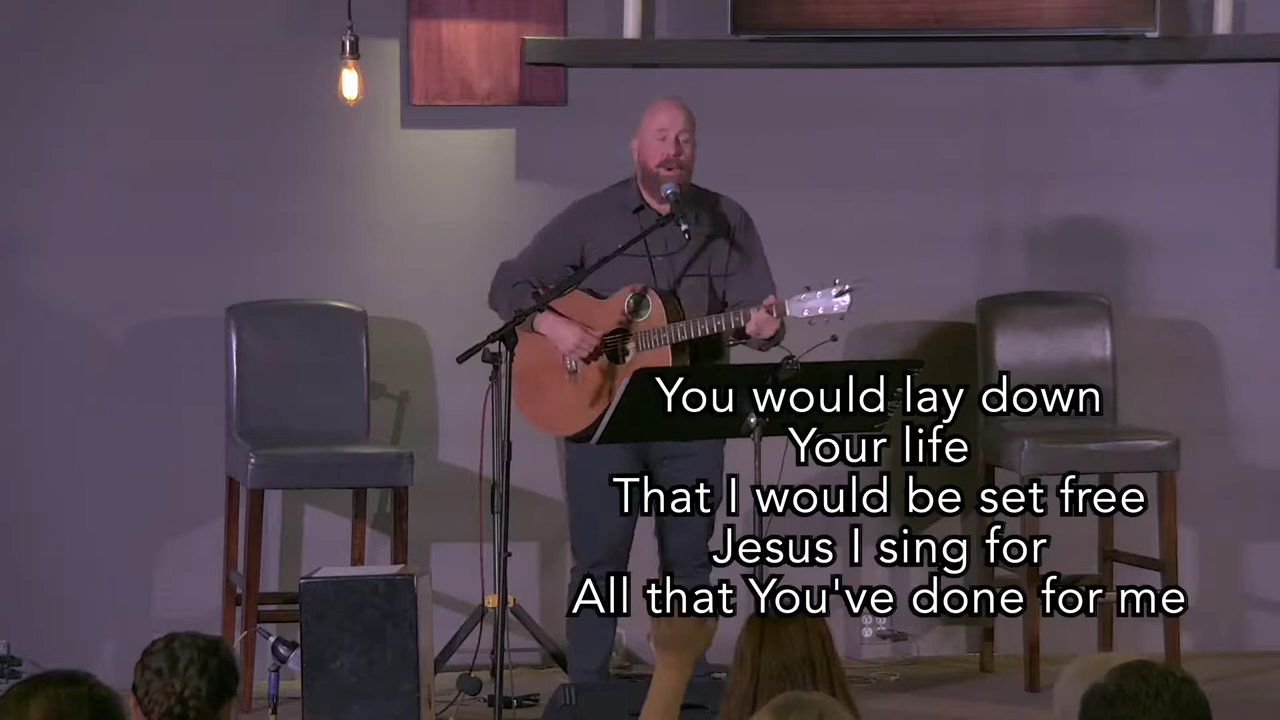 You would lay down
Your life
That I would be set free
Jesus I sing for
All that You've done for me